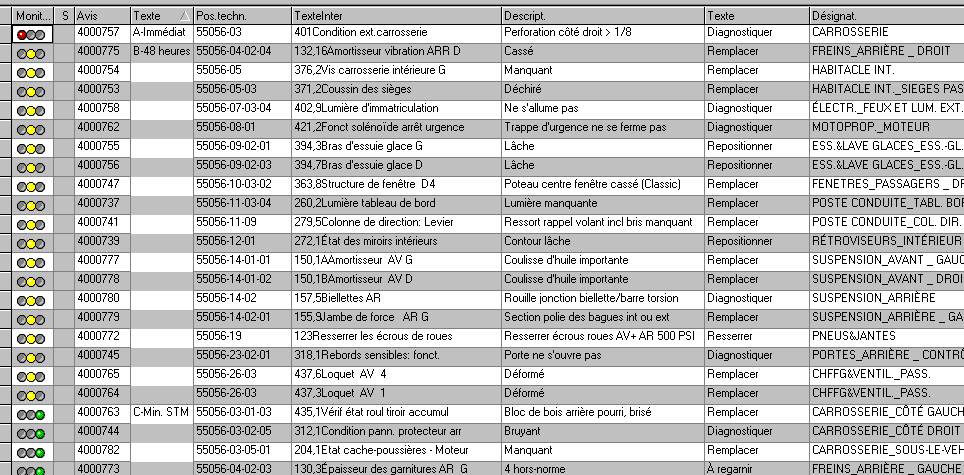 Monit... S Avis Texte Pos.techn. TexteInter Descript. Texte Désignat.
4000757 A-Immédiat 55056-03 401Condition ext.carrosserie Perforation côté droit > 1/8 Diagnostiquer CARROSSERIE
4000775 B-48 heures 55056-04-02-04 132,16Amortisseur vibration ARR D Cassé Remplacer FREINS_ARRIÈRE _ DROIT
4000754 55056-05 376,2Vis carrosserie intérieure G Manquant Remplacer HABITACLE INT.
4000753 55056-05-03 371,2Coussin des sièges Déchiré Remplacer HABITACLE INT._SIEGES PAS
4000758 55056-07-03-04 402,9Lumière d'immatriculation Ne s'allume pas Diagnostiquer ÉLECTR._FEUX ET LUM. EXT.
4000762 55056-08-01 421,2Fonct solénoïde arrêt urgence Trappe d'urgence ne se ferme pas Diagnostiquer MOTOPROP._MOTEUR
4000755 55056-09-02-01 394,3Bras d'essuie glace G Lâche Repositionner ESS.&LAVE GLACES_ESS.-GL.
4000756 55056-09-02-03 394,7Bras d'essuie glace D Lâche Repositionner ESS.&LAVE GLACES_ESS.-GL.
4000747 55056-10-03-02 363,8Structure de fenêtre D4 Poteau centre fenêtre cassé (Classic) Remplacer FENETRES_PASSAGERS _ DR
4000737 55056-11-03-04 260,2Lumière tableau de bord Lumière manquante Remplacer POSTE CONDUITE_TABL. BOR
4000741 55056-11-09 279,5Colonne de direction: Levier Ressort rappel volant incl bris manquant Remplacer POSTE CONDUITE_COL. DIR.
4000739 55056-12-01 272,1État des miroirs intérieurs Contour lâche Repositionner RÉTROVISEURS_INTÉRIEUR
4000777 55056-14-01-01 150,1AAmortisseur AV G Coulisse d'huile importante Remplacer SUSPENSION_AVANT _ GAUC
4000778 55056-14-01-02 150,1BAmortisseur AV D Coulisse d'huile importante Remplacer SUSPENSION_AVANT _ DROI
4000780 55056-14-02 157,5Biellettes AR Rouille jonction biellette/barre torsion Diagnostiquer SUSPENSION_ARRIÈRE
4000779 55056-14-02-01 155,9Jambe de force AR G Section polie des bagues int ou ext Remplacer SUSPENSION_ARRIÈRE _ GA
4000772 55056-19 123Resserrer les écrous de roues Resserrer écrous roues AV+ AR 500 PSI Resserrer PNEUS&JANTES
4000745 55056-23-02-01 318,1Rebords sensibles: fonct. Porte ne s'ouvre pas Diagnostiquer PORTES_ARRIÈRE _ CONTRÔ
4000765 55056-26-03 437,6Loquet AV 4 Déformé Remplacer CHFFG&VENTIL._PASS.
4000764 55056-26-03 437,3Loquet AV 1 Déformé Remplacer CHFFG&VENTIL._PASS.
4000763 C-Min. STM 55056-03-01-03 435,1Vérif état roul tiroir accumul Bloc de bois arrière pourri, brisé Remplacer CARROSSERIE_CÔTÉ GAUCH
4000744 55056-03-02-05 312,1Condition pann. protecteur arr Bruyant Diagnostiquer CARROSSERIE_CÔTÉ DROIT
4000782 55056-03-05-01 204,1Etat cache-poussières - Moteur Manquant Remplacer CARROSSERIE_SOUS-LE-VEH
4000773 55056-04-02-03 130,3Épaisseur des garnitures AR G 4 hors-norme À regarnir FREINS_ARRIÈRE _ GAUCHE